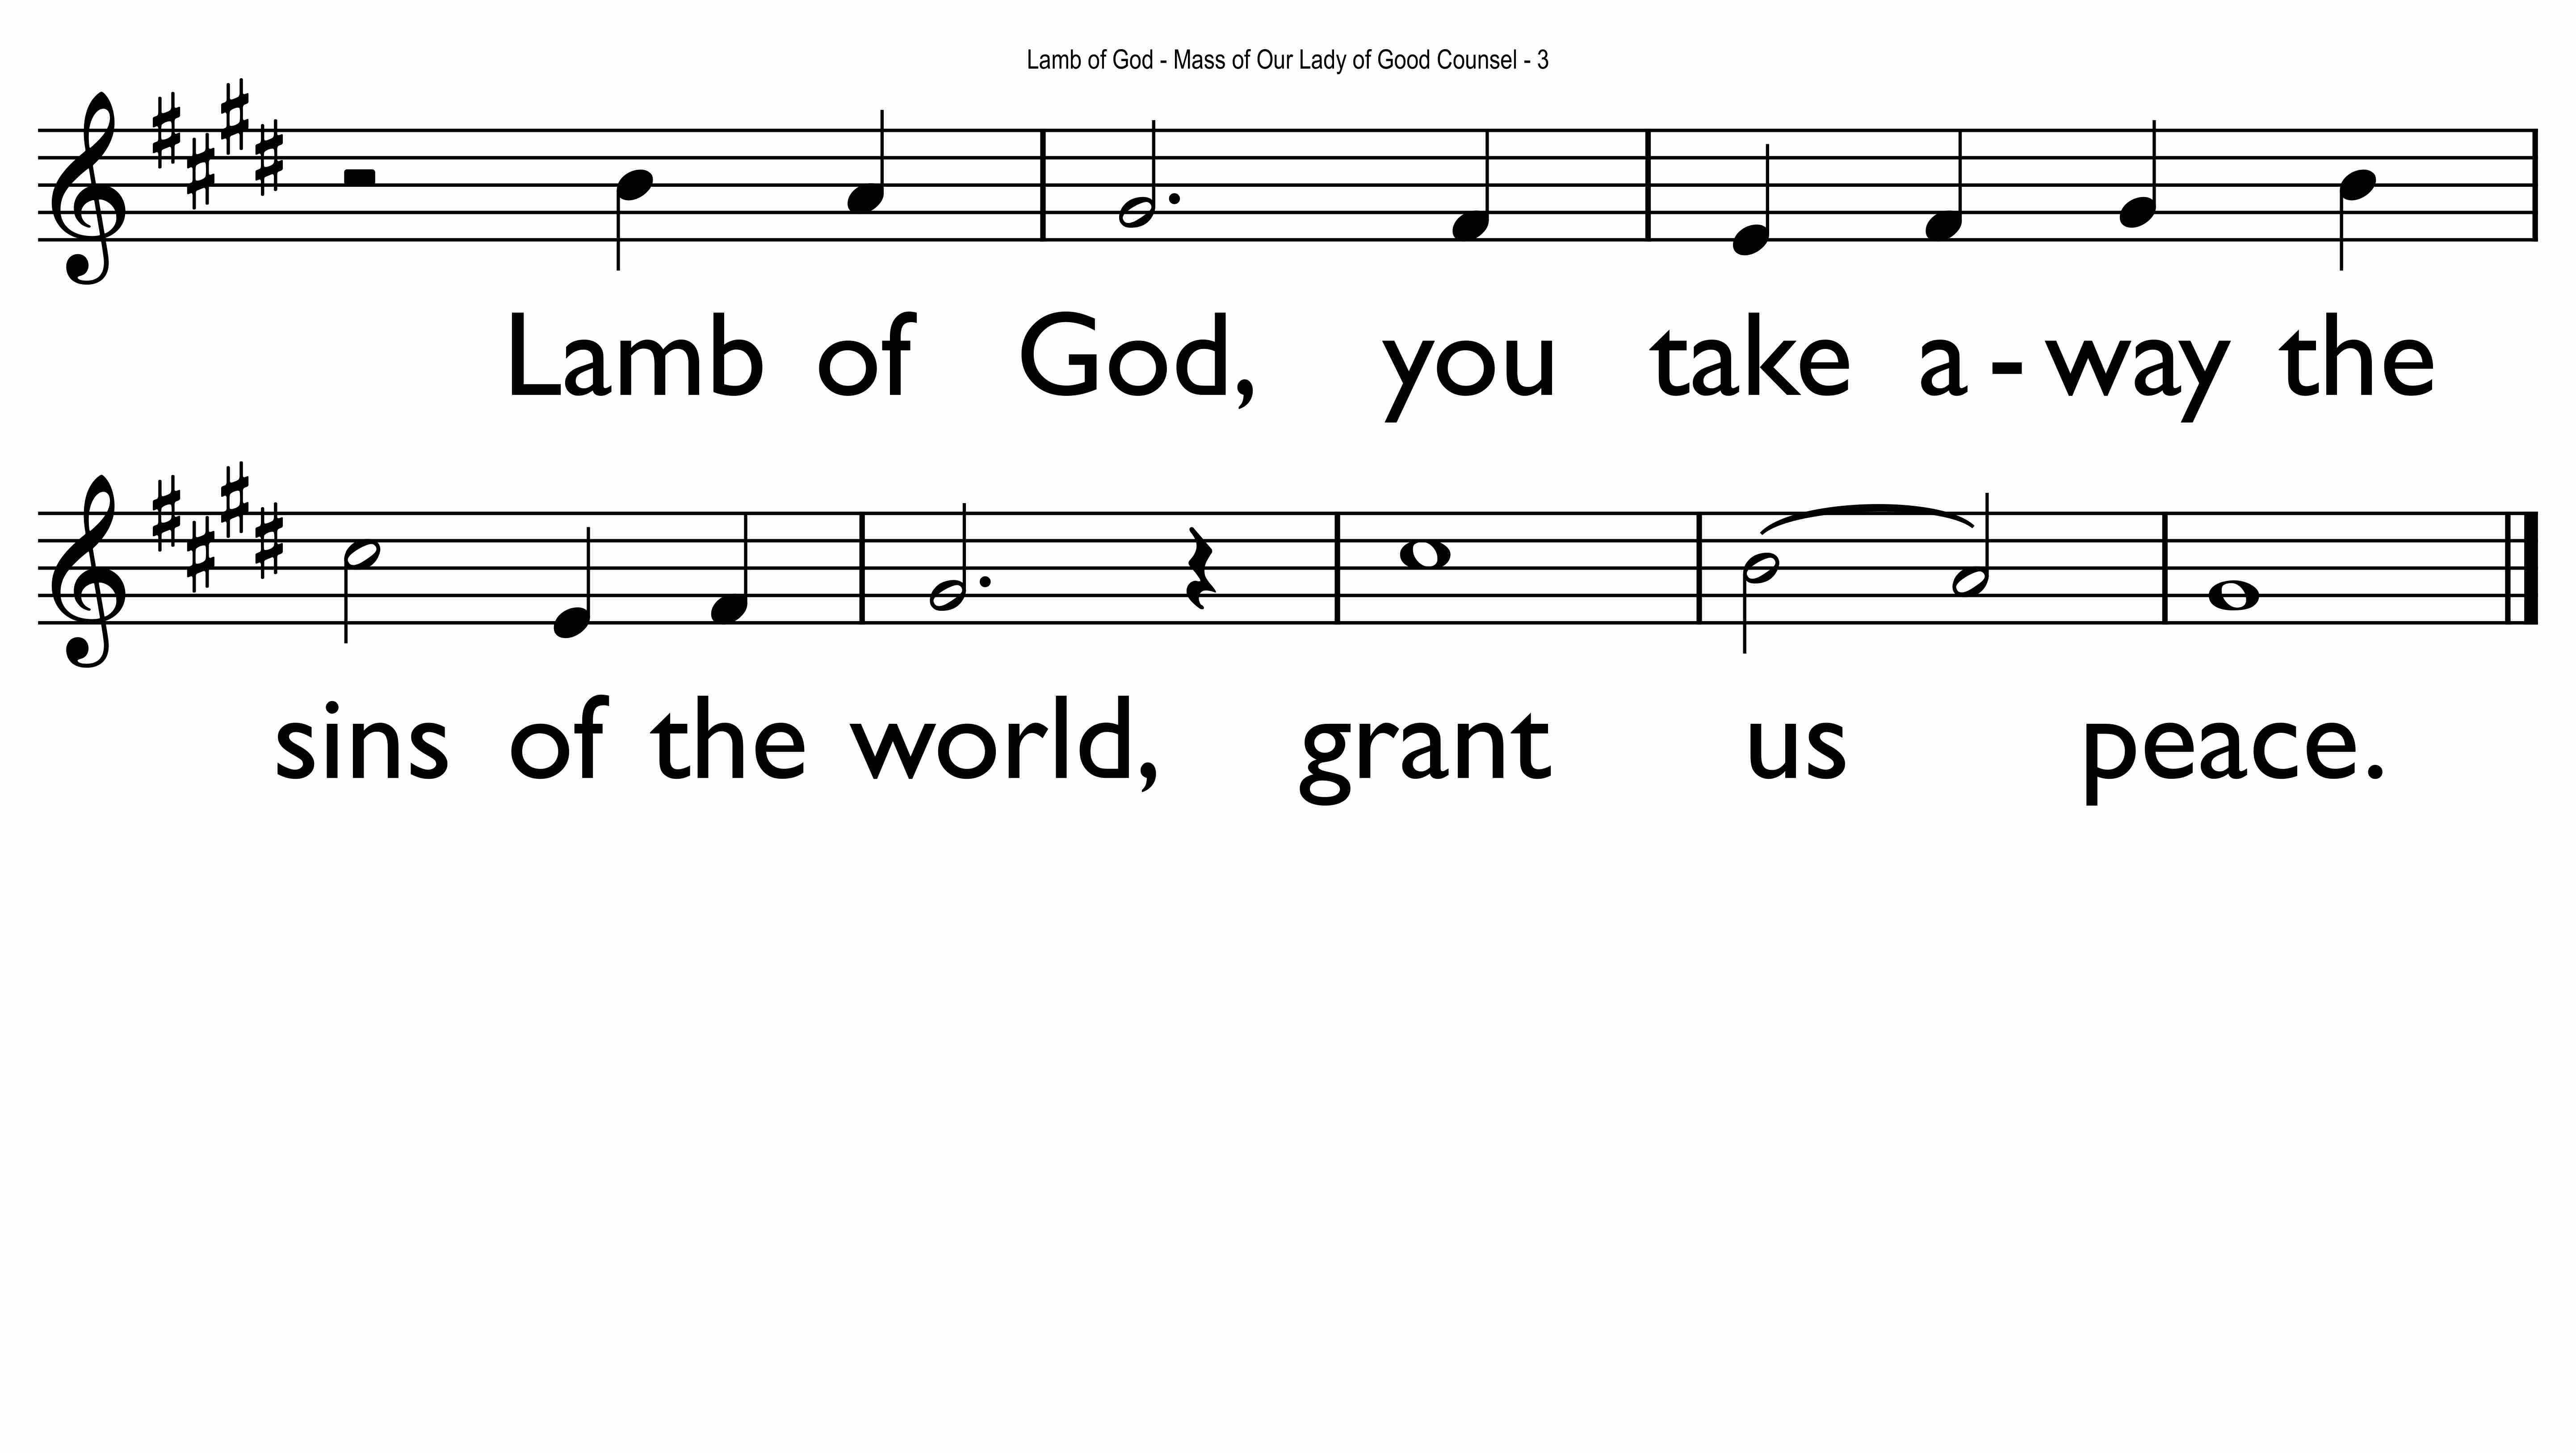 Lamb of God - Mass of Our Lady of Good Counsel - 3
Lamb of God, you take a - way the
sins of the world, grant us peace.